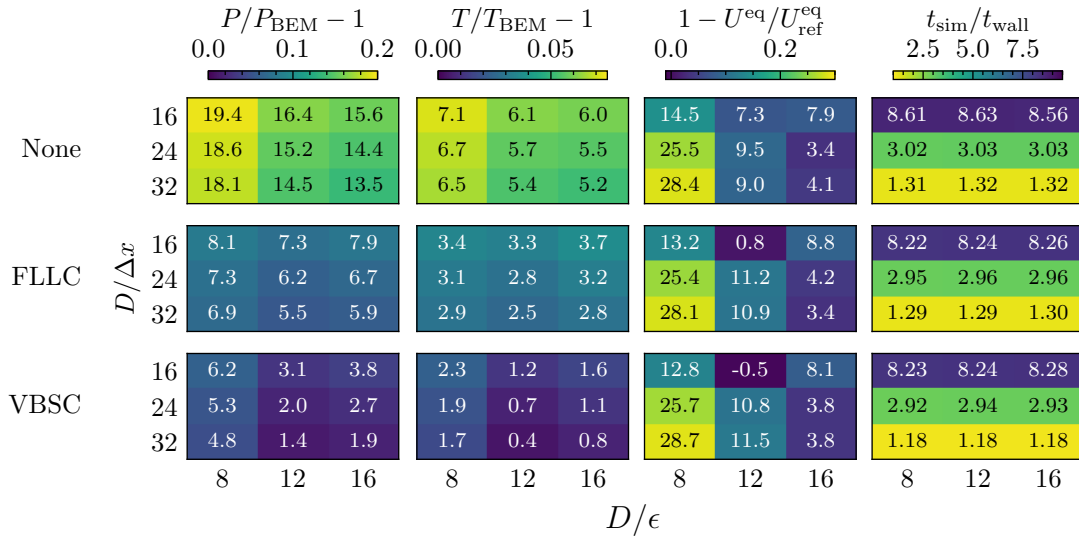 P/P_BEM − 1 T/T_BEM − 1 1 − U^eq/U^eq_ref t_sim/t_wall
0.0 0.1 0.2 0.00 0.05 0.0 0.2 2.5 5.0 7.5
16 19.4 16.4 15.6 7.1 6.1 6.0 14.5 7.3 7.9 8.61 8.63 8.56
None 24 18.6 15.2 14.4 6.7 5.7 5.5 25.5 9.5 3.4 3.02 3.03 3.03
32 18.1 14.5 13.5 6.5 5.4 5.2 28.4 9.0 4.1 1.31 1.32 1.32
16 8.1 7.3 7.9 3.4 3.3 3.7 13.2 0.8 8.8 8.22 8.24 8.26
FLLC D/Δx 24 7.3 6.2 6.7 3.1 2.8 3.2 25.4 11.2 4.2 2.95 2.96 2.96
32 6.9 5.5 5.9 2.9 2.5 2.8 28.1 10.9 3.4 1.29 1.29 1.30
16 6.2 3.1 3.8 2.3 1.2 1.6 12.8 -0.5 8.1 8.23 8.24 8.28
VBSC 24 5.3 2.0 2.7 1.9 0.7 1.1 25.7 10.8 3.8 2.92 2.94 2.93
32 4.8 1.4 1.9 1.7 0.4 0.8 28.7 11.5 3.8 1.18 1.18 1.18
8 12 16 8 12 16 8 12 16 8 12 16
D/ϵ